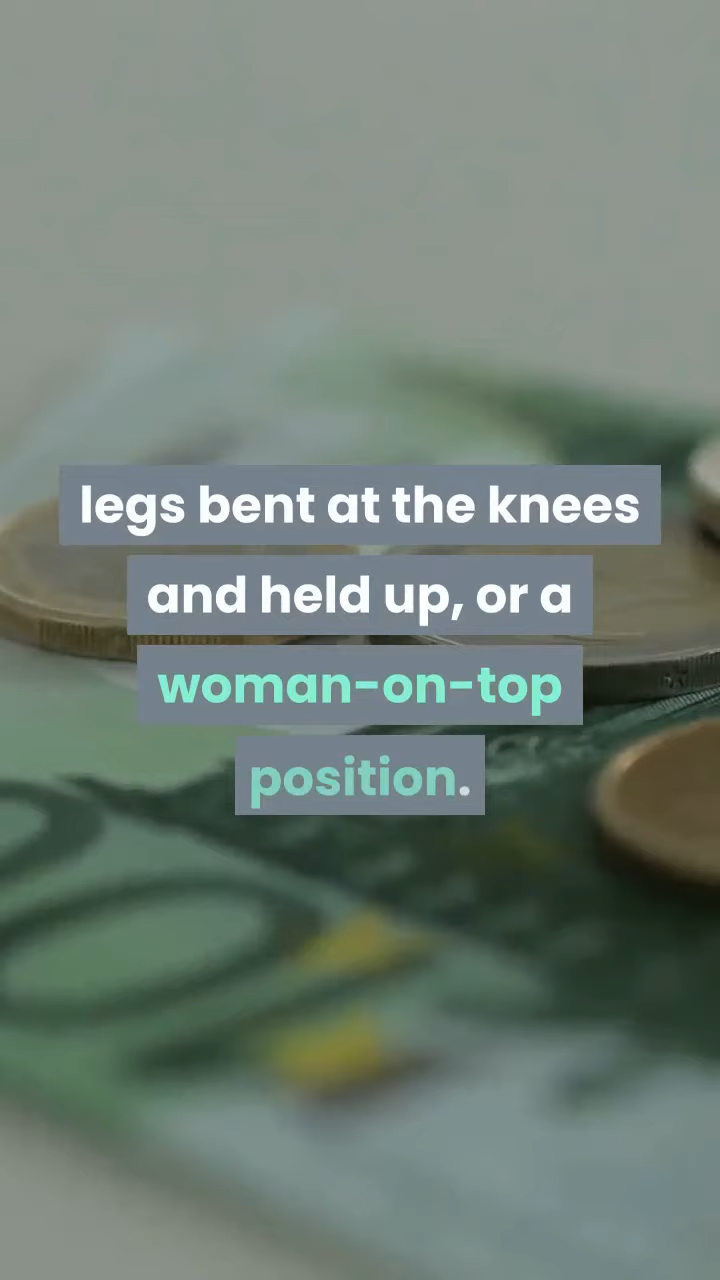 legs bent at the knees
and held up, or a
woman-on-top
position.